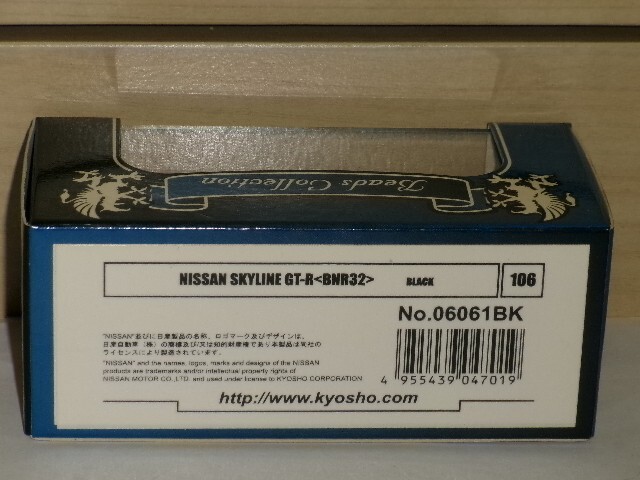 Beads Collection
NISSAN SKYLINE GT-R<BNR32> BLACK 106
No.06061BK
"NISSAN"並びに日産製品の名称、ロゴマーク及びデザインは、
日産自動車（株）の商標及び/又は知的財産権であり本製品は同社の
ライセンスにより製造されています。
"NISSAN" and the names, logos, marks and designs of the NISSAN
products are trademarks and/or intellectual property rights of
NISSAN MOTOR CO.,LTD. and used under license to KYOSHO CORPORATION
4 955439 047019
http://www.kyosho.com